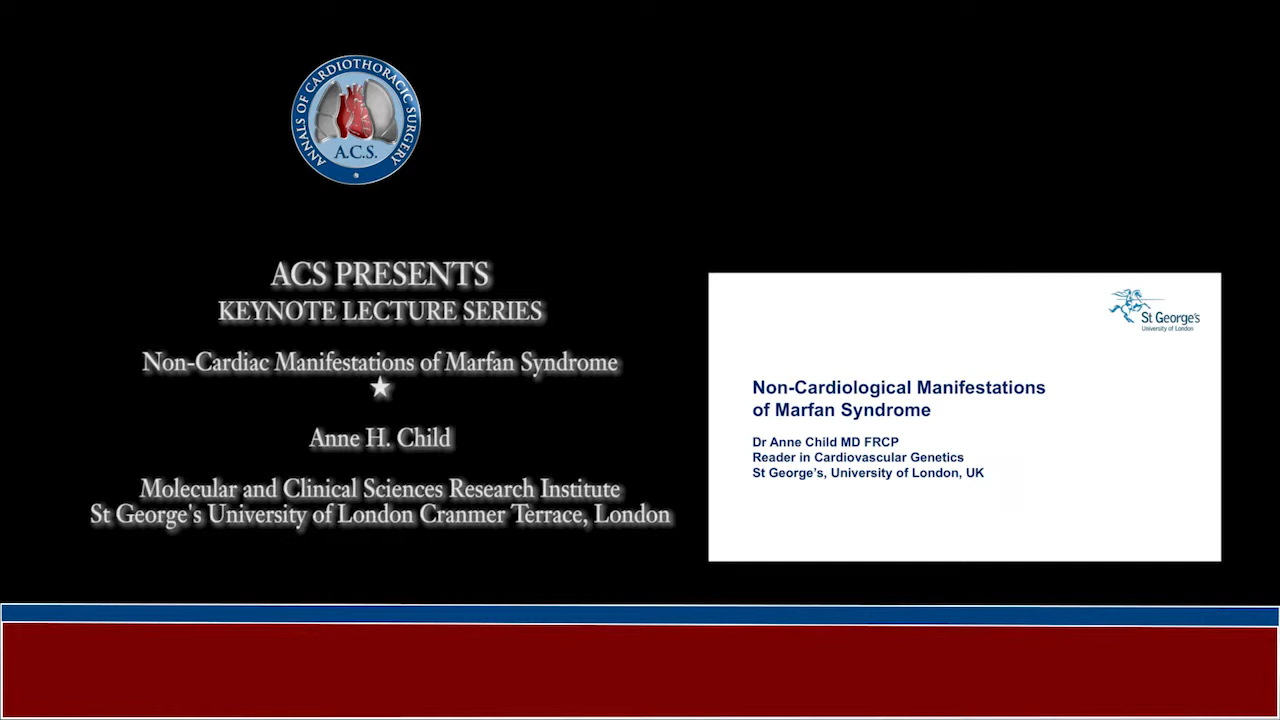 ANNALS OF CARDIOTHORACIC SURGERY
A.C.S.
ACS PRESENTS
KEYNOTE LECTURE SERIES
Non-Cardiac Manifestations of Marfan Syndrome
Anne H. Child
Molecular and Clinical Sciences Research Institute
St George's University of London Cranmer Terrace, London
St George's
University of London
Non-Cardiological Manifestations
of Marfan Syndrome
Dr Anne Child MD FRCP
Reader in Cardiovascular Genetics
St George's, University of London, UK